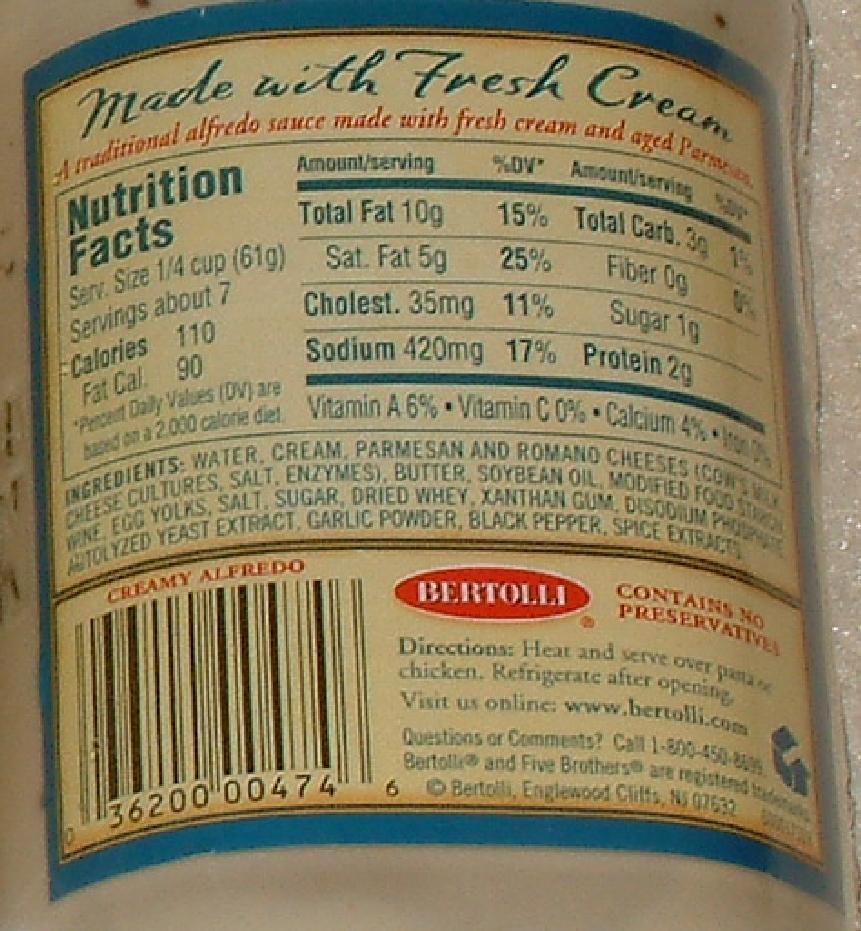 Made with Fresh Cream
A traditional alfredo sauce made with fresh cream and aged Parmesan.
Nutrition
Facts
Serv. Size 1/4 cup (61g)
Servings about 7
Calories 110
Fat Cal. 90
*Percent Daily Values (DV) are
based on a 2,000 calorie diet.
Amount/serving %DV* Amount/serving %DV*
Total Fat 10g 15% Total Carb. 3g 1%
Sat. Fat 5g 25% Fiber 0g 0%
Cholest. 35mg 11% Sugar 1g
Sodium 420mg 17% Protein 2g
Vitamin A 6% • Vitamin C 0% • Calcium 4% • Iron 0%
INGREDIENTS: WATER, CREAM, PARMESAN AND ROMANO CHEESES (COW'S MILK,
CHEESE CULTURES, SALT, ENZYMES), BUTTER, SOYBEAN OIL, MODIFIED FOOD STARCH,
WINE, EGG YOLKS, SALT, SUGAR, DRIED WHEY, XANTHAN GUM, DISODIUM PHOSPHATE,
AUTOLYZED YEAST EXTRACT, GARLIC POWDER, BLACK PEPPER, SPICE EXTRACTS.
CREAMY ALFREDO
0 36200 00474 6
BERTOLLI®
CONTAINS NO
PRESERVATIVES
Directions: Heat and serve over pasta or
chicken. Refrigerate after opening.
Visit us online: www.bertolli.com
Questions or Comments? Call 1-800-450-8699
Bertolli® and Five Brothers® are registered trademarks
© Bertolli, Englewood Cliffs, NJ 07632